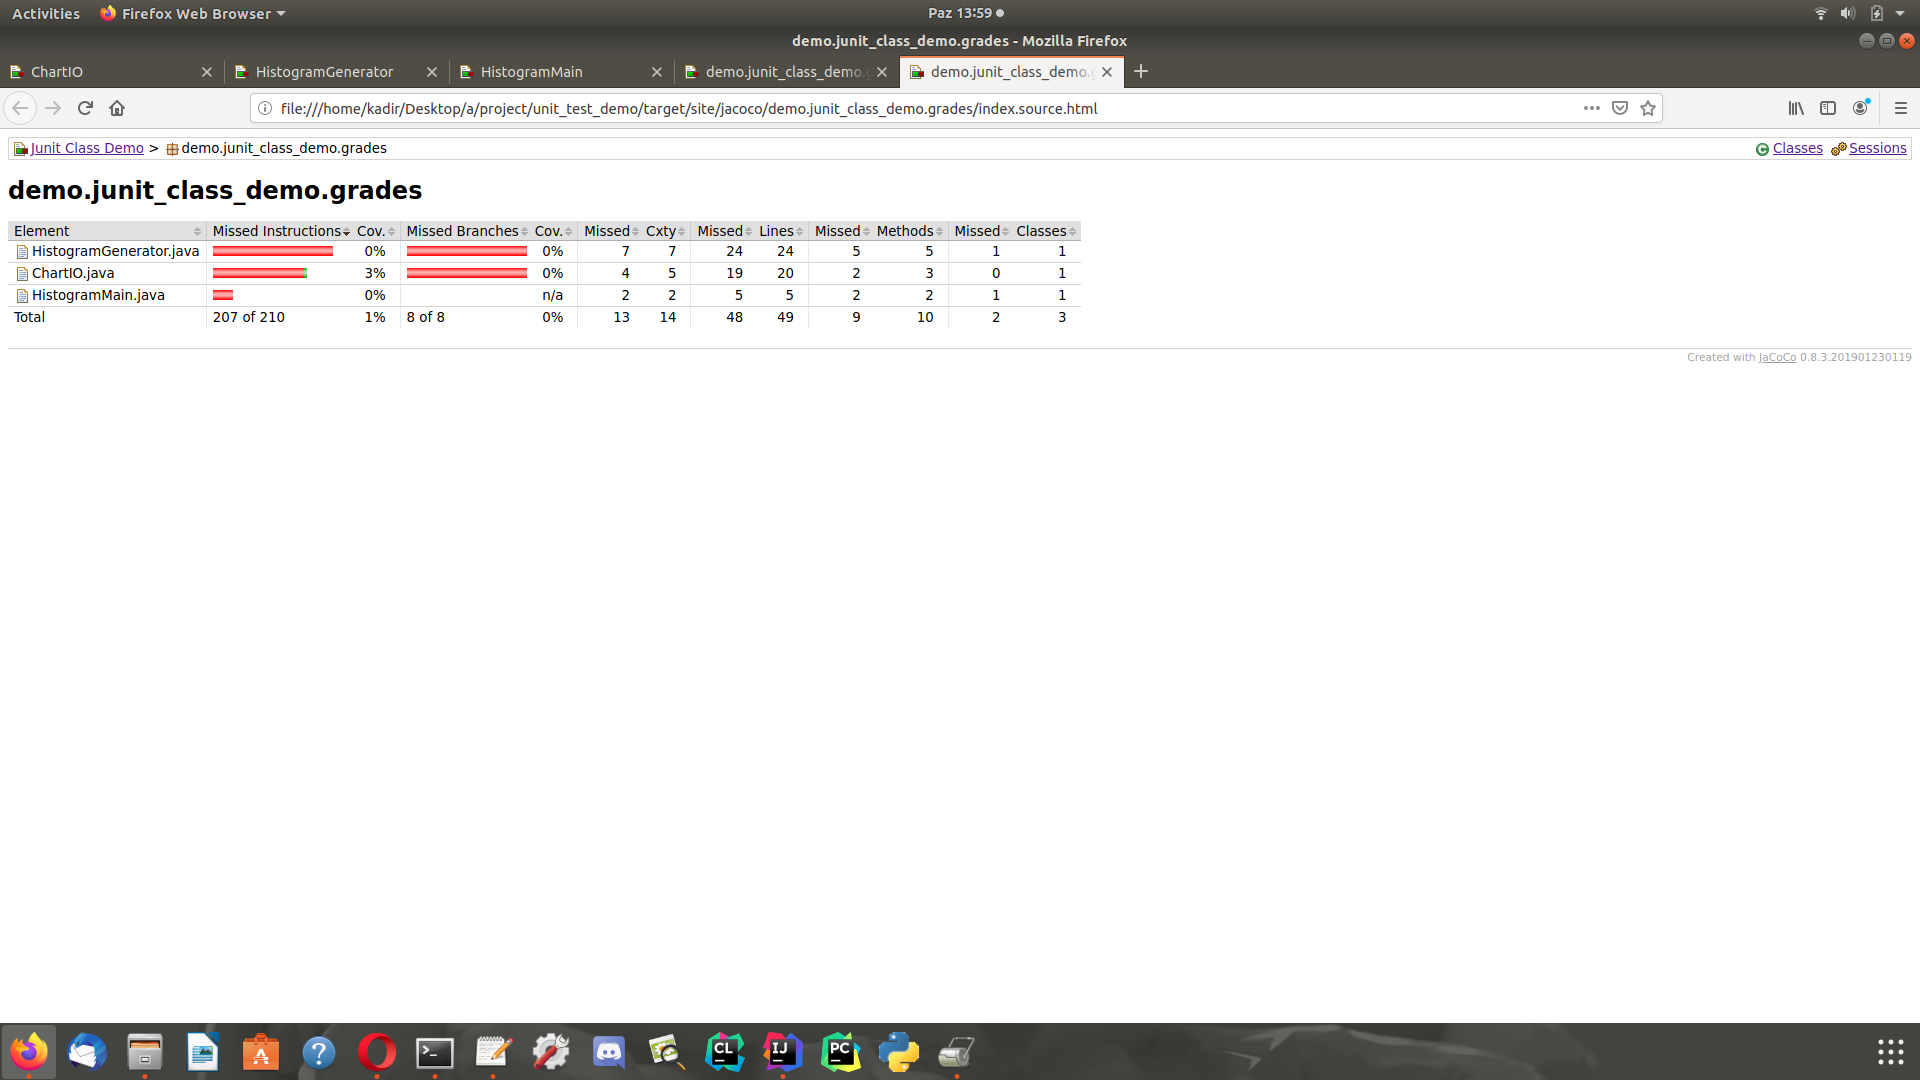 Activities Firefox Web Browser Paz 13:59
demo.junit_class_demo.grades - Mozilla Firefox
ChartIO HistogramGenerator HistogramMain demo.junit_class_demo. demo.junit_class_demo.
file:///home/kadir/Desktop/a/project/unit_test_demo/target/site/jacoco/demo.junit_class_demo.grades/index.source.html
Junit Class Demo > demo.junit_class_demo.grades Classes Sessions
demo.junit_class_demo.grades
Element Missed Instructions Cov. Missed Branches Cov. Missed Cxty Missed Lines Missed Methods Missed Classes
HistogramGenerator.java 0% 0% 7 7 24 24 5 5 1 1
ChartIO.java 3% 0% 4 5 19 20 2 3 0 1
HistogramMain.java 0% n/a 2 2 5 5 2 2 1 1
Total 207 of 210 1% 8 of 8 0% 13 14 48 49 9 10 2 3
Created with JaCoCo 0.8.3.201901230119
CL IJ PC